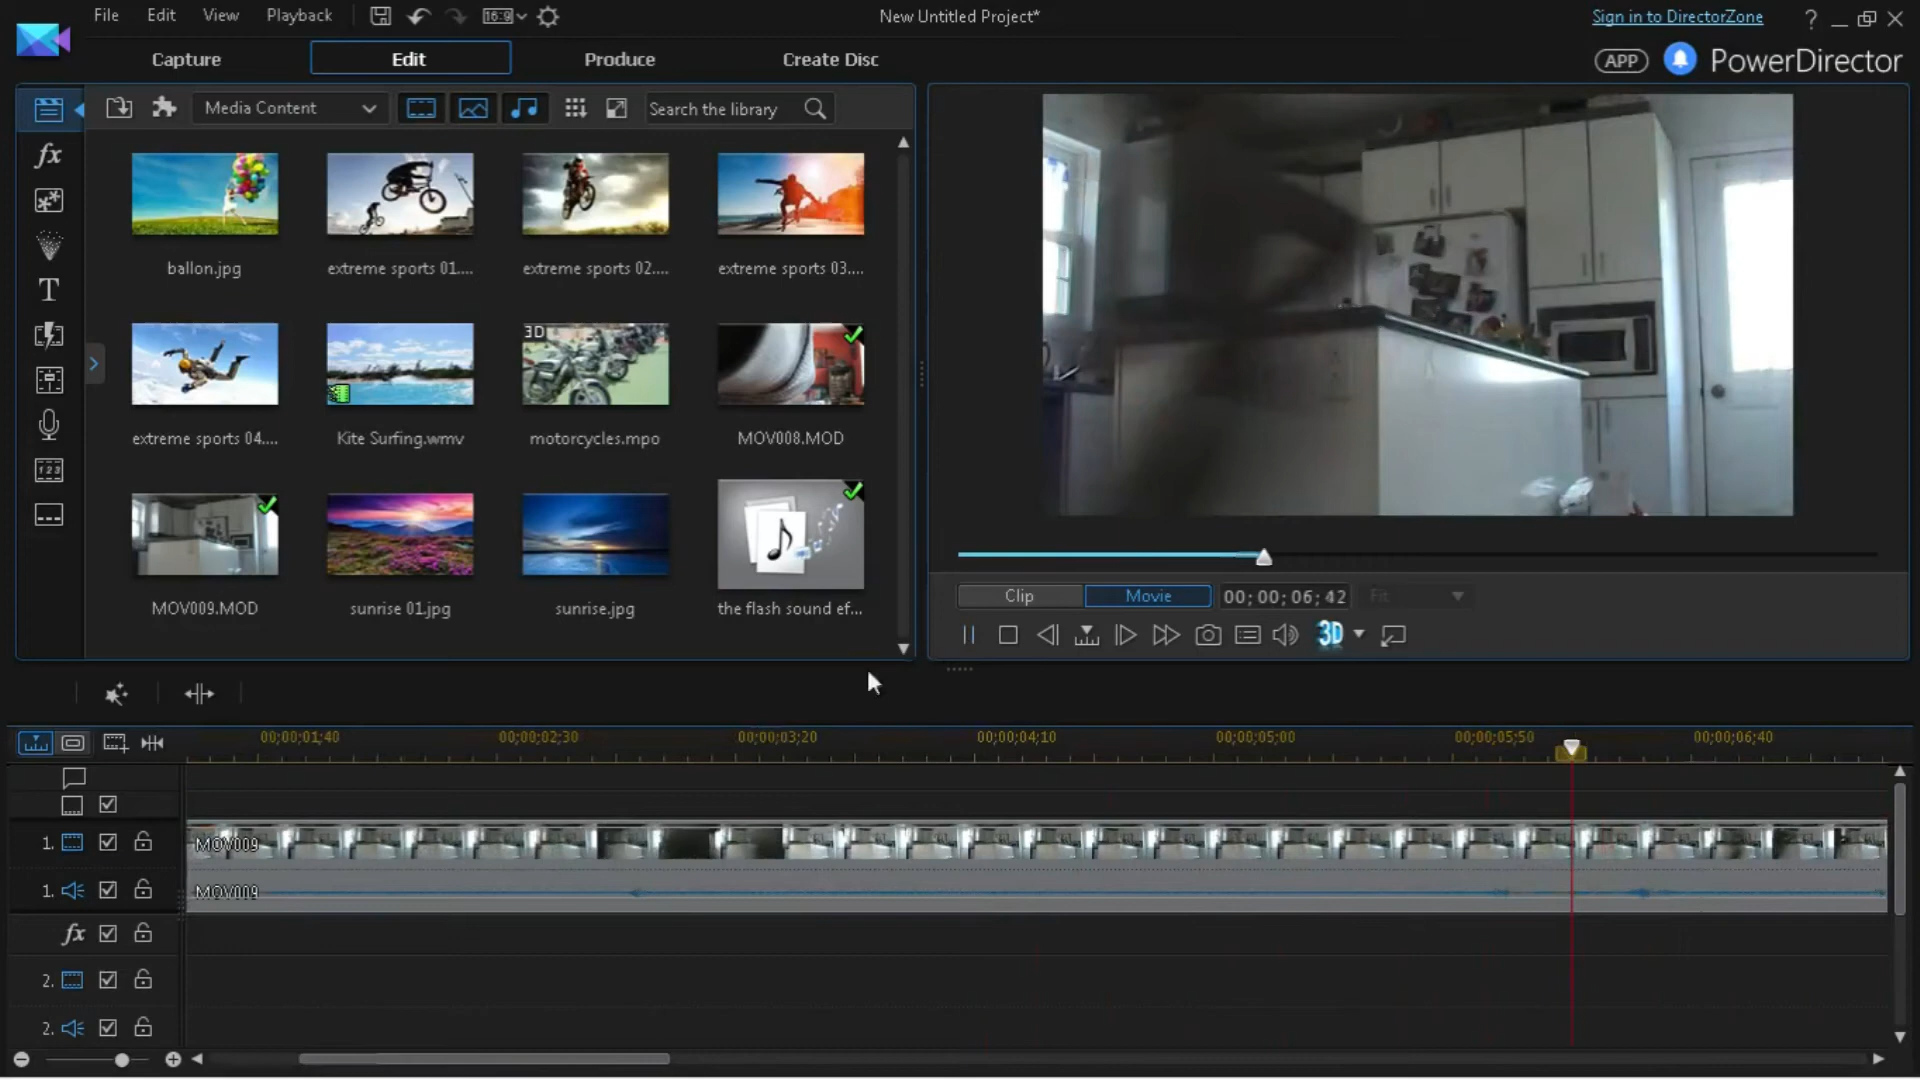 File Edit View Playback 16:9 New Untitled Project* Sign in to DirectorZone ?
Capture Edit Produce Create Disc APP PowerDirector
Media Content Search the library
fx
T
ballon.jpg extreme sports 01.... extreme sports 02.... extreme sports 03....
3D
extreme sports 04.... Kite Surfing.wmv motorcycles.mpo MOV008.MOD
123
MOV009.MOD sunrise 01.jpg sunrise.jpg the flash sound ef...
Clip Movie 00; 00; 06; 42 Fit
3D
00;00;01;40 00;00;02;30 00;00;03;20 00;00;04;10 00;00;05;00 00;00;05;50 00;00;06;40
1. MOV009
1. MOV009
fx
2.
2.